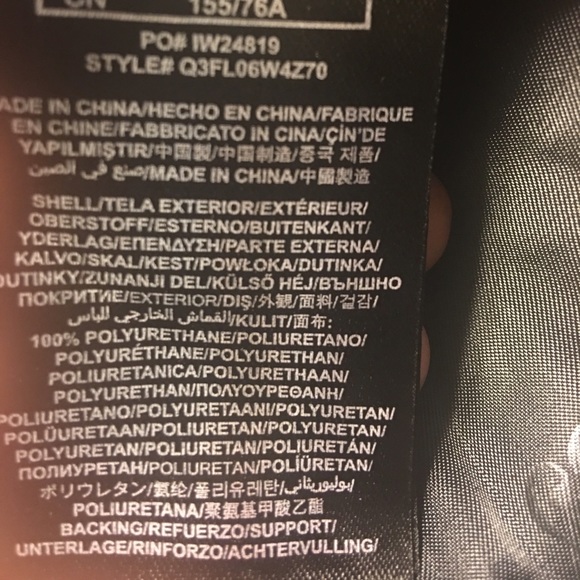 CN 155/76A
PO# IW24819
STYLE# Q3FL06W4Z70
MADE IN CHINA/HECHO EN CHINA/FABRIQUE
EN CHINE/FABBRICATO IN CINA/ÇİN'DE
YAPILMIŞTIR/中国製/中国制造/중국 제품/
صنع في الصين/MADE IN CHINA/中國製造
SHELL/TELA EXTERIOR/EXTÉRIEUR/
OBERSTOFF/ESTERNO/BUITENKANT/
YDERLAG/ΕΠΕΝΔΥΣΗ/PARTE EXTERNA/
KALVO/SKAL/KEST/POWŁOKA/DUTINKA/
DUTINKY/ZUNANJI DEL/KÜLSŐ HÉJ/ВЪНШНО
ПОКРИТИЕ/EXTERIOR/DIŞ/外観/面料/겉감/
القماش الخارجي للباس/KULIT/面布:
100% POLYURETHANE/POLIURETANO/
POLYURÉTHANE/POLYURETHAN/
POLIURETANICA/POLYURETHAAN/
POLYURETHAN/ΠΟΛΥΟΥΡΕΘΑΝΗ/
POLIURETANO/POLYURETAANI/POLYURETAN/
POLÜURETAAN/POLIURETAN/POLYURETAN/
POLYURETAN/POLIURETAN/POLIURETÁN/
ПОЛИУРЕТАН/POLIURETAN/POLİÜRETAN/
ポリウレタン/氨纶/폴리유레탄/بوليوريثاني/
POLIURETANA/聚氨基甲酸乙酯
BACKING/REFUERZO/SUPPORT/
UNTERLAGE/RINFORZO/ACHTERVULLING/